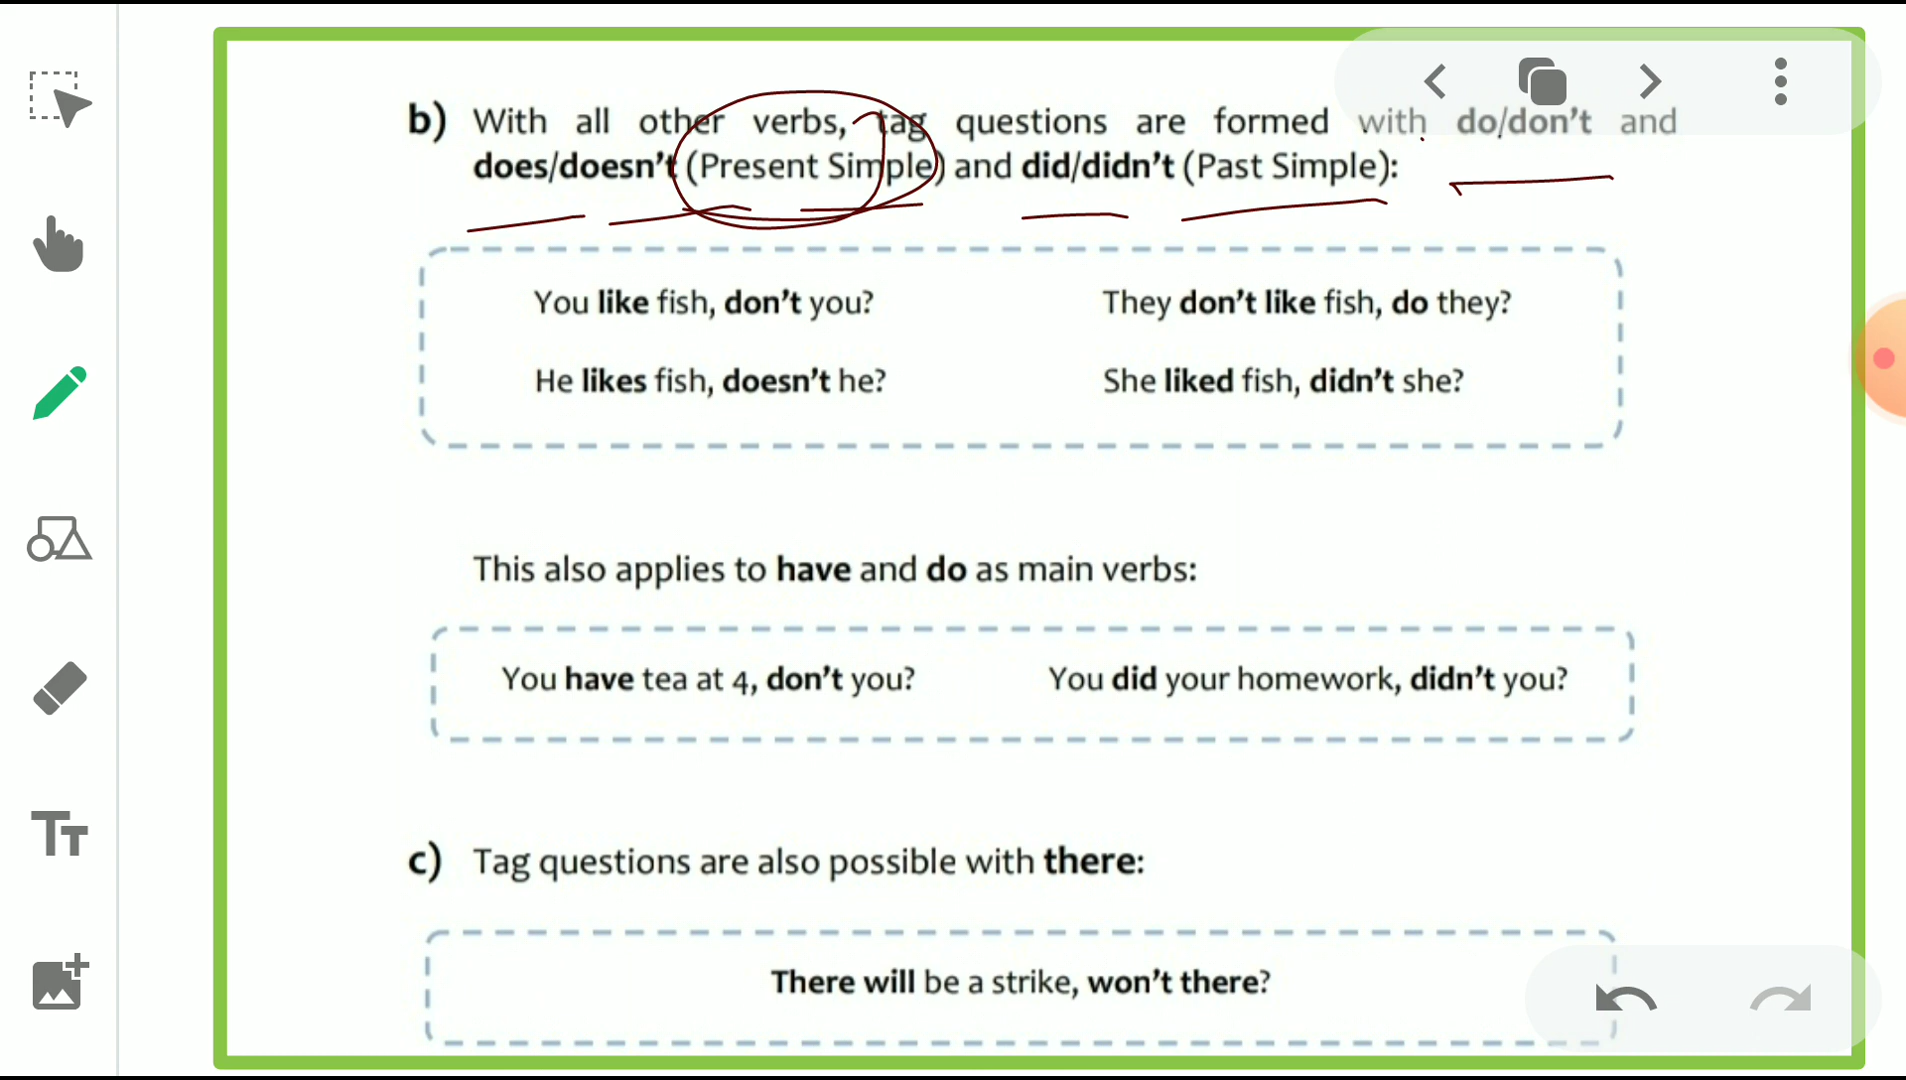 b) With all other verbs, tag questions are formed with do/don't and
does/doesn't (Present Simple) and did/didn't (Past Simple):
You like fish, don't you? They don't like fish, do they?
He likes fish, doesn't he? She liked fish, didn't she?
This also applies to have and do as main verbs:
You have tea at 4, don't you? You did your homework, didn't you?
c) Tag questions are also possible with there:
There will be a strike, won't there?
TT